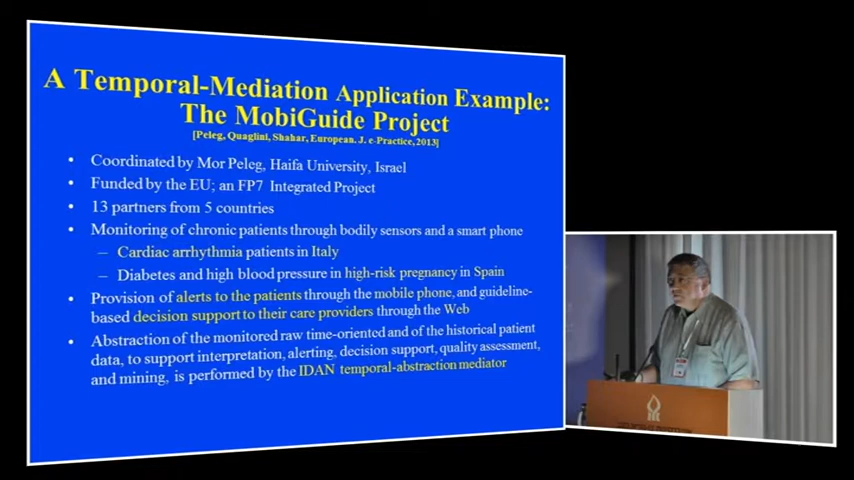 A Temporal-Mediation Application Example:
The MobiGuide Project
[Peleg, Quaglini, Shahar, European. J. e-Practice, 2013]
• Coordinated by Mor Peleg, Haifa University, Israel
• Funded by the EU; an FP7 Integrated Project
• 13 partners from 5 countries
• Monitoring of chronic patients through bodily sensors and a smart phone
– Cardiac arrhythmia patients in Italy
– Diabetes and high blood pressure in high-risk pregnancy in Spain
• Provision of alerts to the patients through the mobile phone, and guideline-
based decision support to their care providers through the Web
• Abstraction of the monitored raw time-oriented and of the historical patient
data, to support interpretation, alerting, decision support, quality assessment,
and mining, is performed by the IDAN temporal-abstraction mediator